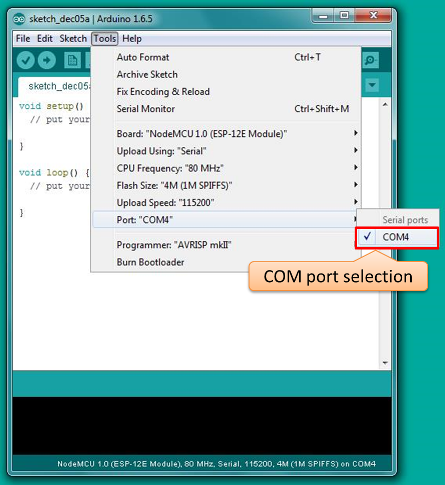 sketch_dec05a | Arduino 1.6.5
File Edit Sketch Tools Help
sketch_dec05a
void setup()
// put your
}
void loop() {
// put your
}
Auto Format Ctrl+T
Archive Sketch
Fix Encoding & Reload
Serial Monitor Ctrl+Shift+M
Board: "NodeMCU 1.0 (ESP-12E Module)"
Upload Using: "Serial"
CPU Frequency: "80 MHz"
Flash Size: "4M (1M SPIFFS)"
Upload Speed: "115200"
Port: "COM4"
Programmer: "AVRISP mkII"
Burn Bootloader
Serial ports
COM4
COM port selection
NodeMCU 1.0 (ESP-12E Module), 80 MHz, Serial, 115200, 4M (1M SPIFFS) on COM4